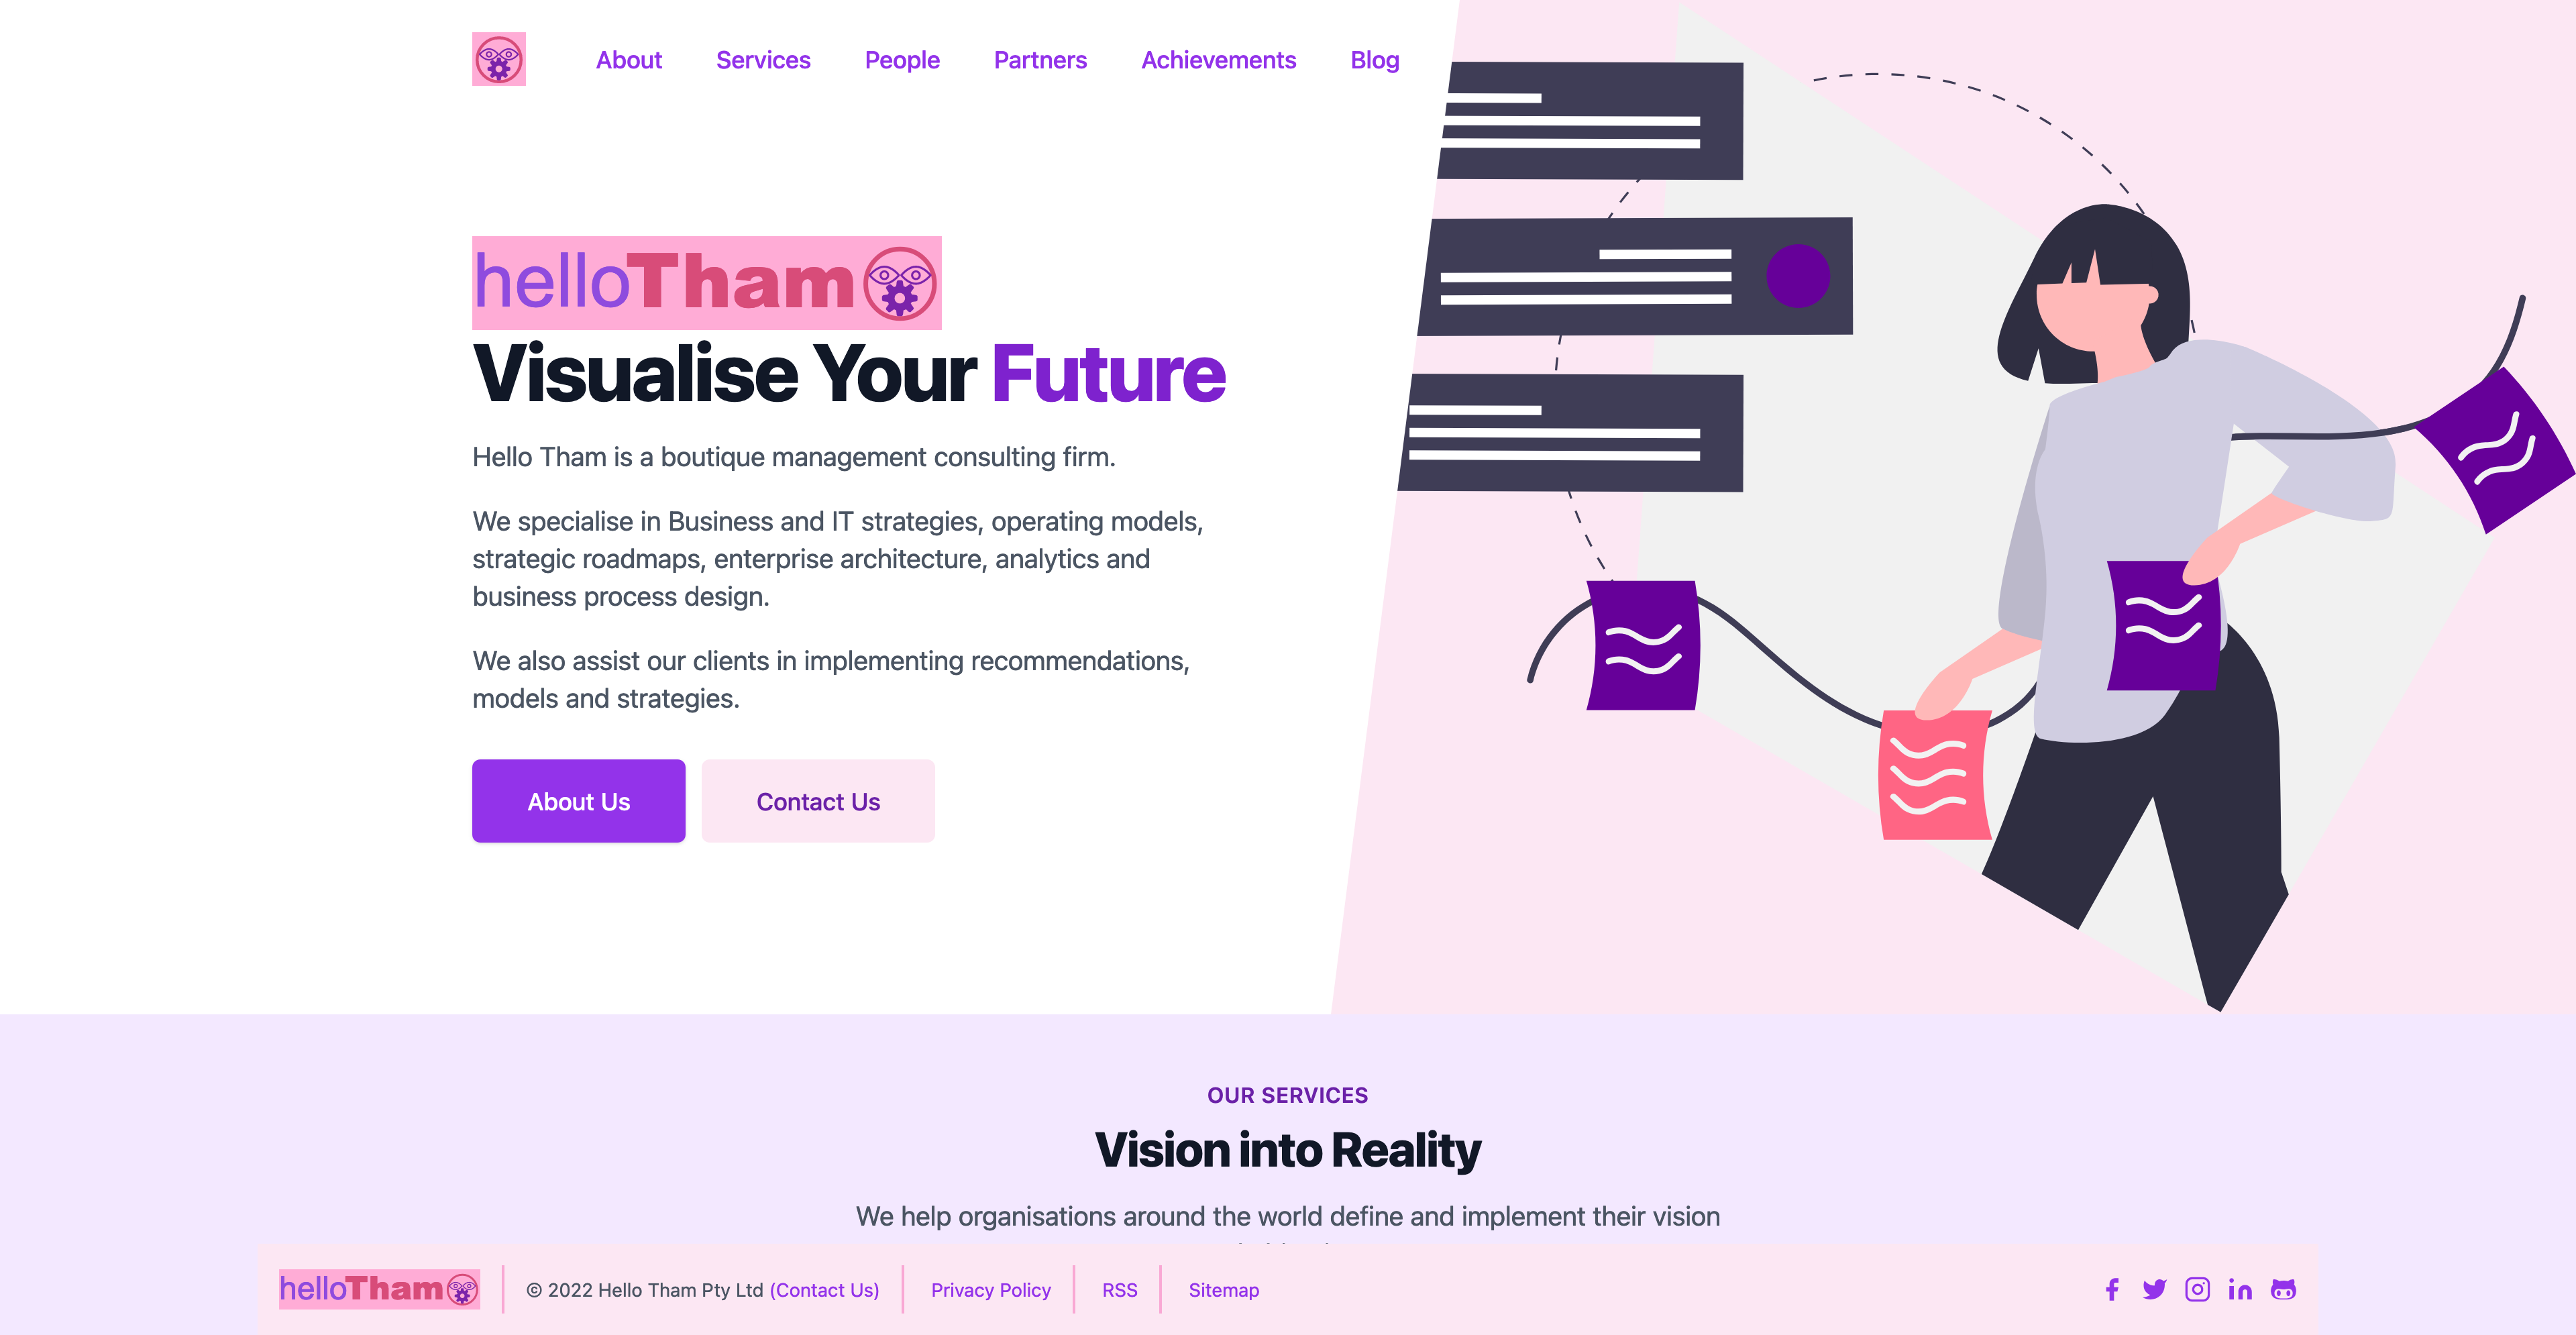 About Services People Partners Achievements Blog
helloTham
Visualise Your Future
Hello Tham is a boutique management consulting firm.
We specialise in Business and IT strategies, operating models,
strategic roadmaps, enterprise architecture, analytics and
business process design.
We also assist our clients in implementing recommendations,
models and strategies.
About Us Contact Us
OUR SERVICES
Vision into Reality
We help organisations around the world define and implement their vision
helloTham © 2022 Hello Tham Pty Ltd (Contact Us) Privacy Policy RSS Sitemap